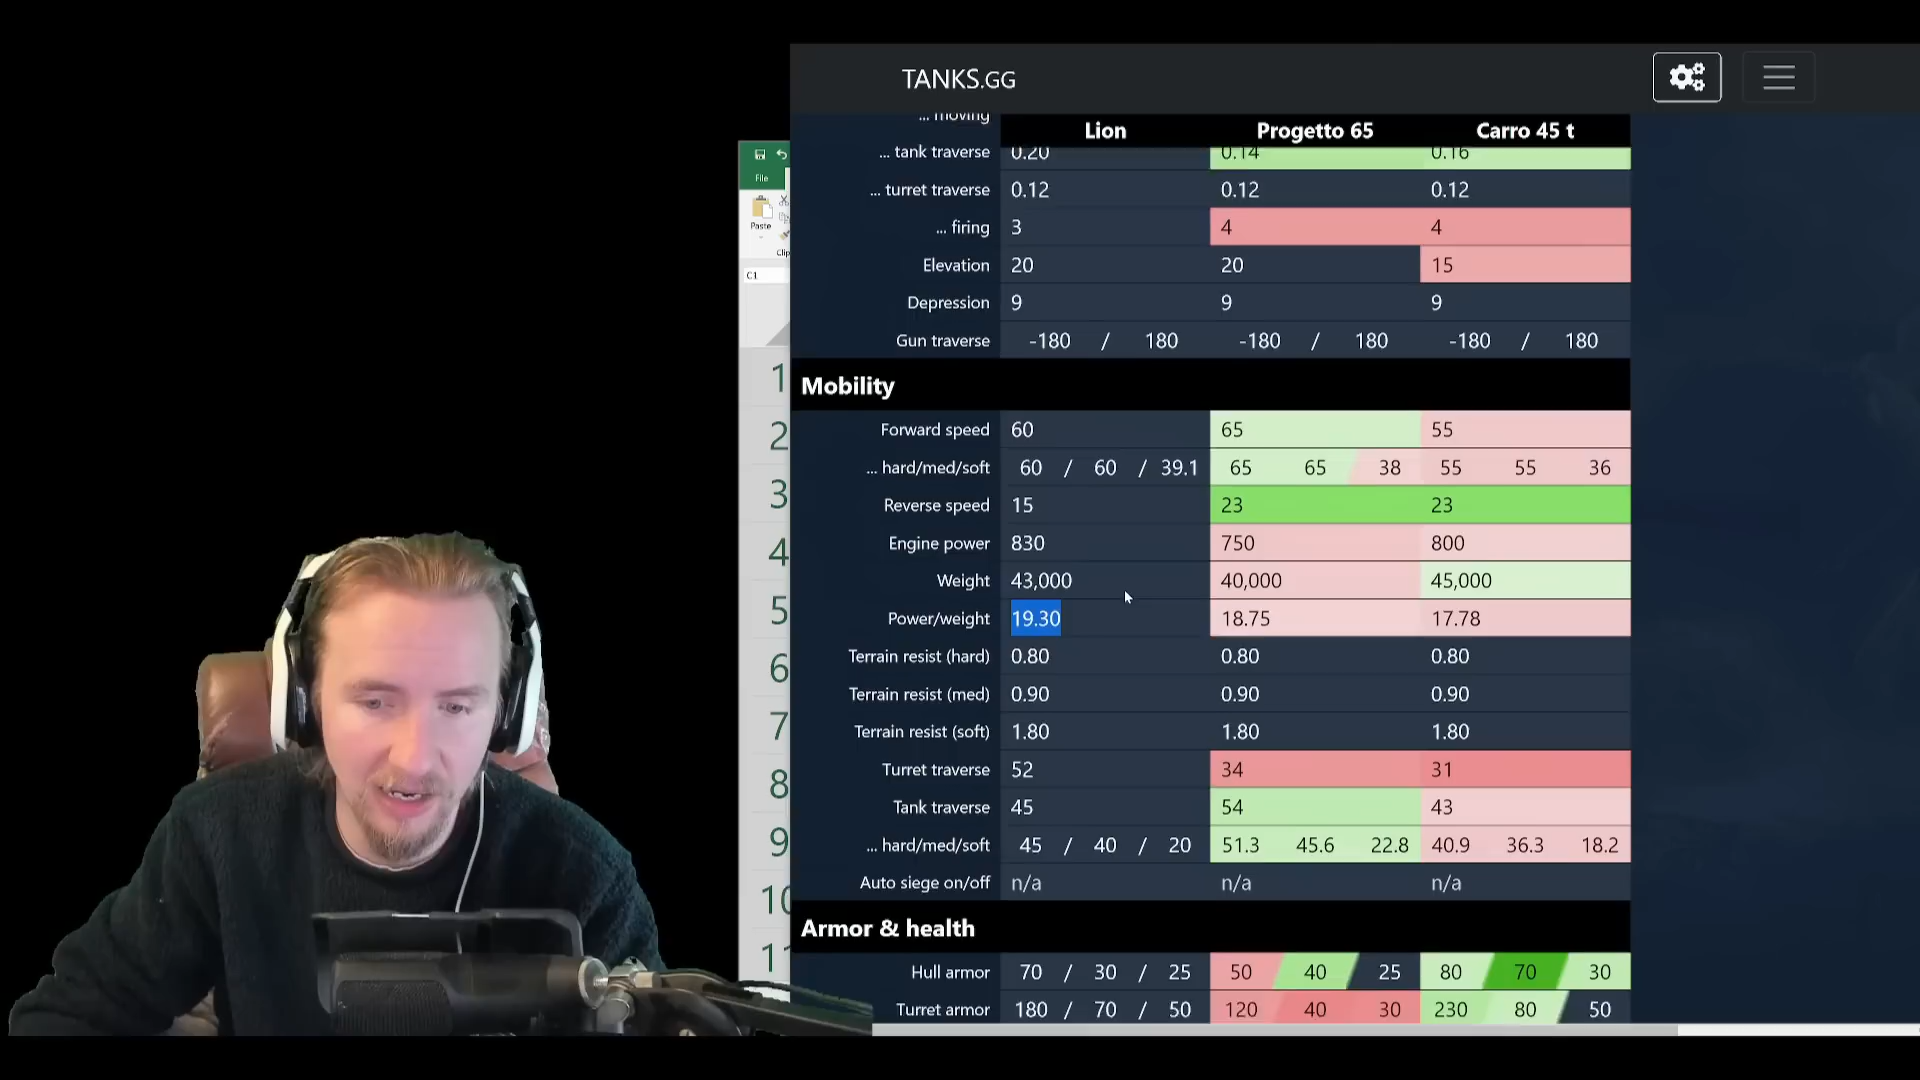 TANKS.GG
... moving
Lion Progetto 65 Carro 45 t
... tank traverse 0.20 0.14 0.16
... turret traverse 0.12 0.12 0.12
... firing 3 4 4
Elevation 20 20 15
Depression 9 9 9
Gun traverse -180 / 180 -180 / 180 -180 / 180
Mobility
Forward speed 60 65 55
... hard/med/soft 60 / 60 / 39.1 65 65 38 55 55 36
Reverse speed 15 23 23
Engine power 830 750 800
Weight 43,000 40,000 45,000
Power/weight 19.30 18.75 17.78
Terrain resist (hard) 0.80 0.80 0.80
Terrain resist (med) 0.90 0.90 0.90
Terrain resist (soft) 1.80 1.80 1.80
Turret traverse 52 34 31
Tank traverse 45 54 43
... hard/med/soft 45 / 40 / 20 51.3 45.6 22.8 40.9 36.3 18.2
Auto siege on/off n/a n/a n/a
Armor & health
Hull armor 70 / 30 / 25 50 40 25 80 70 30
Turret armor 180 / 70 / 50 120 40 30 230 80 50
File
Paste
Clip
C1
1
2
3
4
5
6
7
8
9
10
11